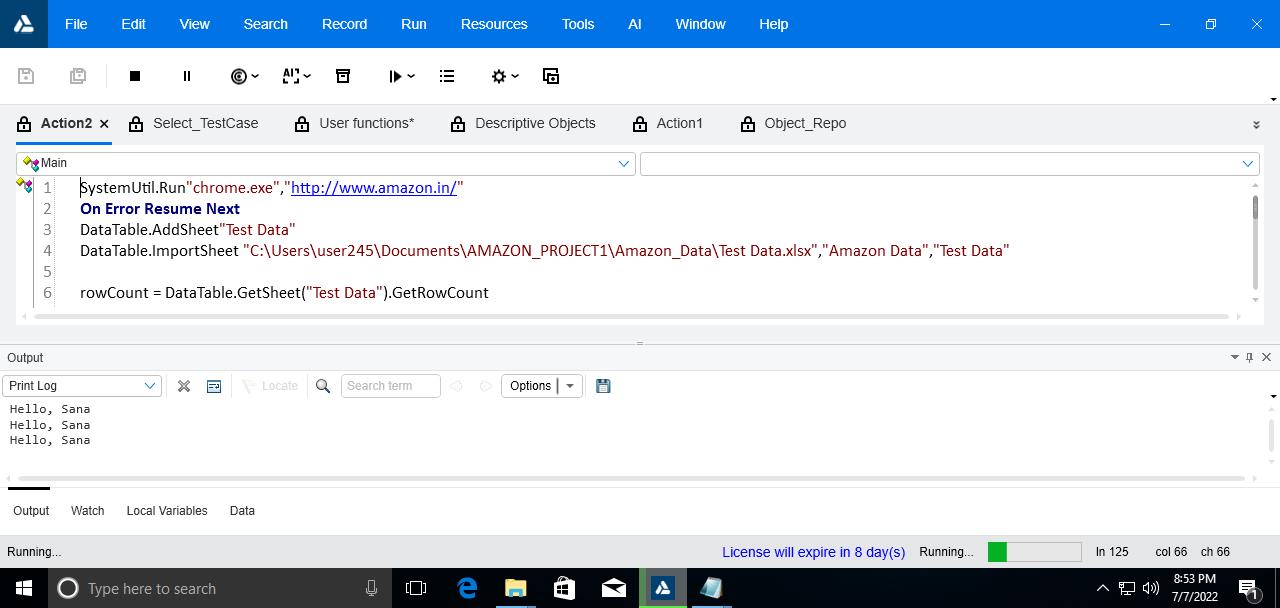 File Edit View Search Record Run Resources Tools AI Window Help
Action2 Select_TestCase User functions* Descriptive Objects Action1 Object_Repo
Main
1 SystemUtil.Run"chrome.exe","http://www.amazon.in/"
2 On Error Resume Next
3 DataTable.AddSheet"Test Data"
4 DataTable.ImportSheet "C:\Users\user245\Documents\AMAZON_PROJECT1\Amazon_Data\Test Data.xlsx","Amazon Data","Test Data"
5
6 rowCount = DataTable.GetSheet("Test Data").GetRowCount
Output
Print Log Locate Search term Options
Hello, Sana
Hello, Sana
Hello, Sana
Output Watch Local Variables Data
Running... License will expire in 8 day(s) Running... ln 125 col 66 ch 66
Type here to search
8:53 PM
7/7/2022
1